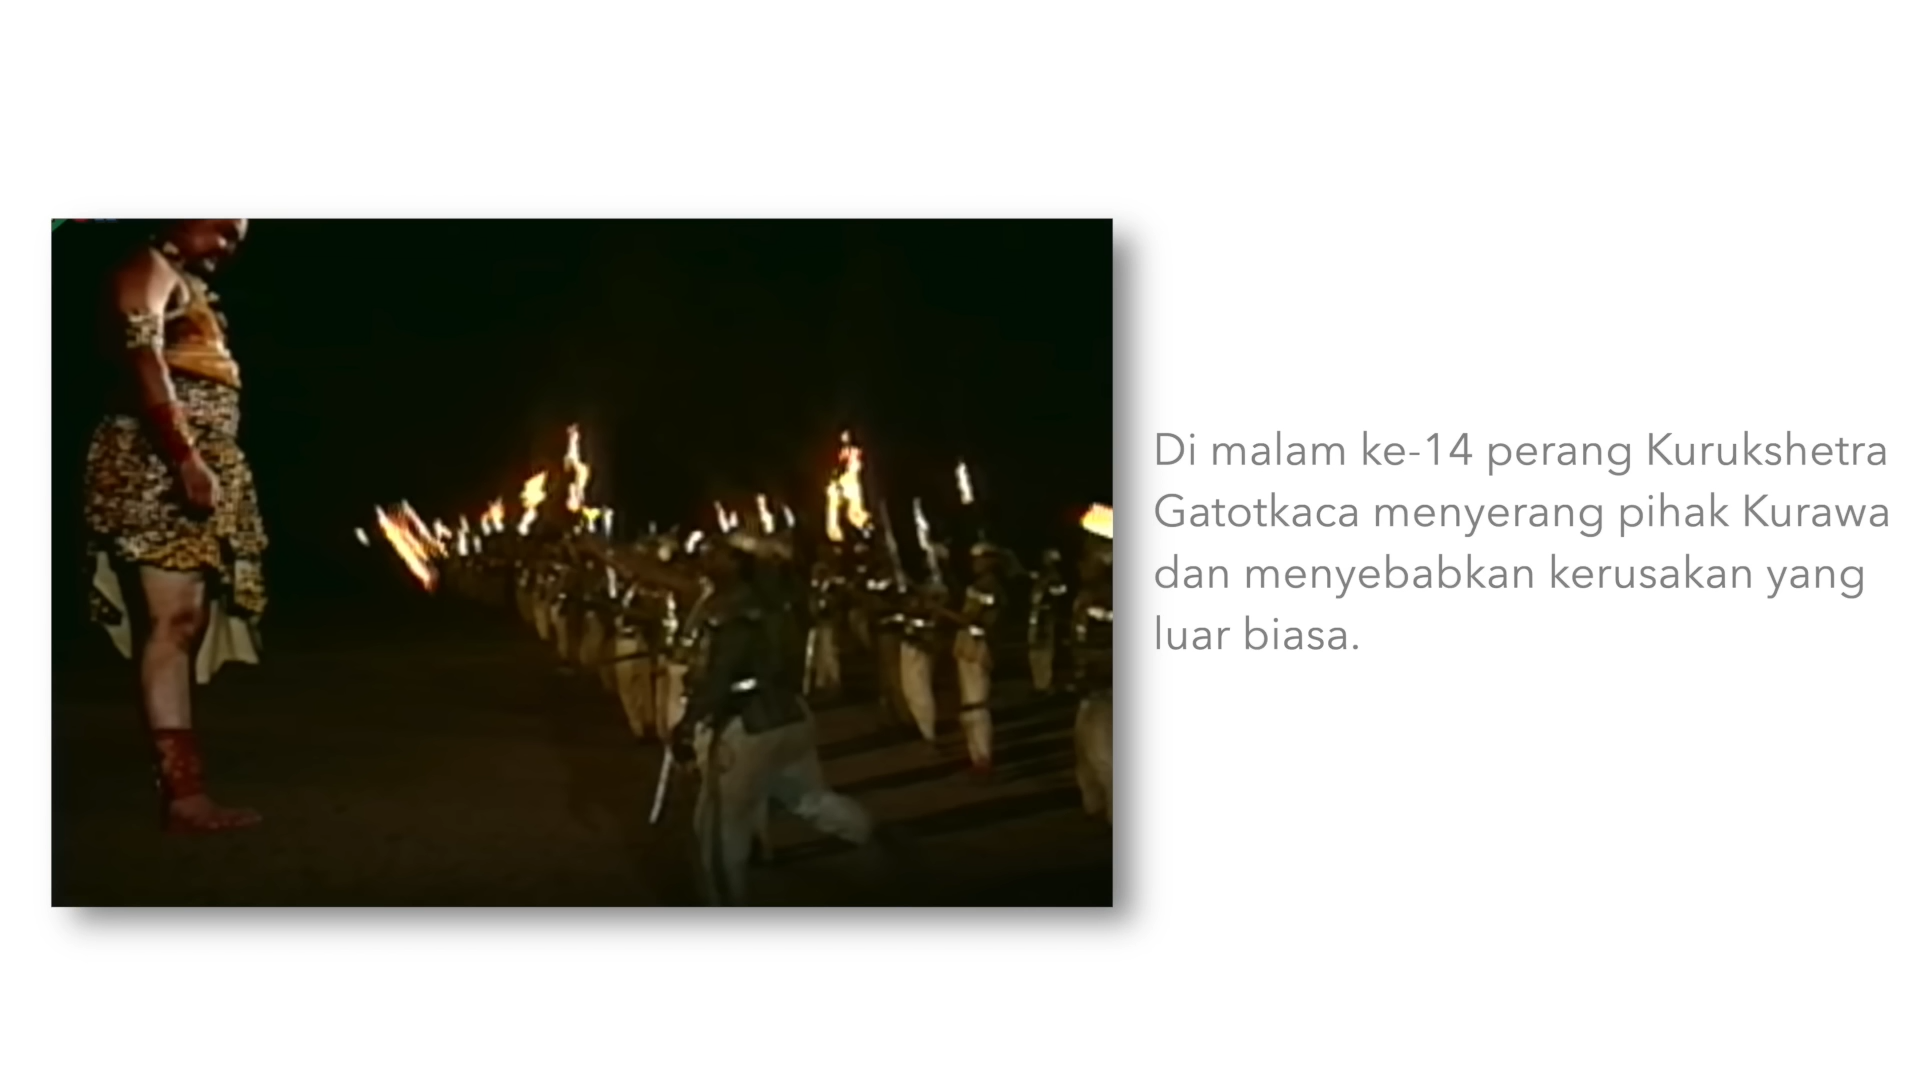 Di malam ke-14 perang Kurukshetra
Gatotkaca menyerang pihak Kurawa
dan menyebabkan kerusakan yang
luar biasa.